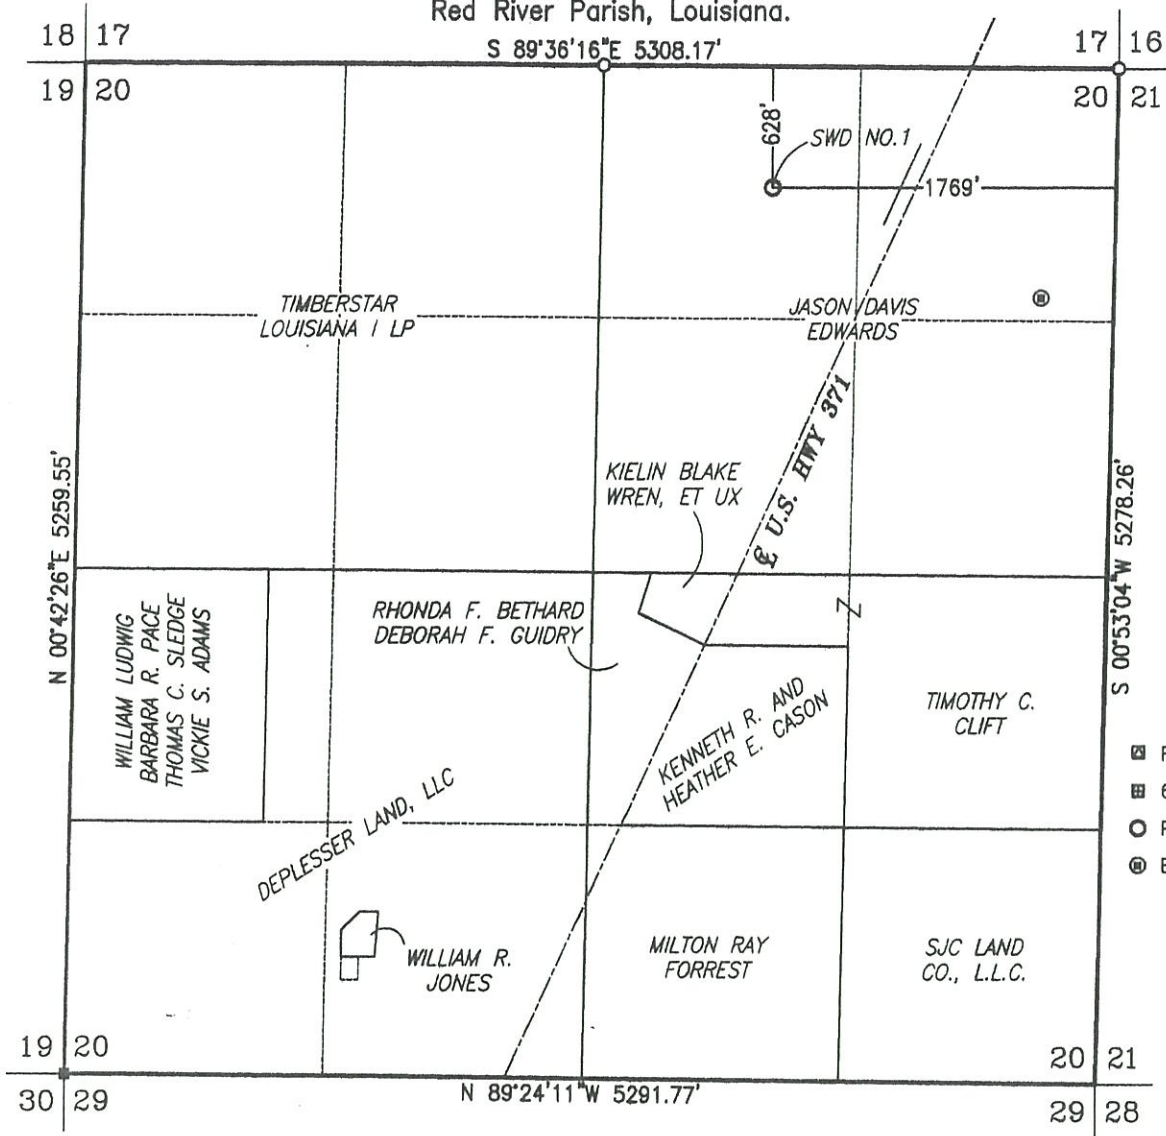 Red River Parish, Louisiana.
S 89°36'16"E 5308.17'
18 17
17 16
19 20
20 21
628'
SWD NO.1
1769'
TIMBERSTAR
LOUISIANA I LP
JASON DAVIS
EDWARDS
℄ U.S. HWY 371
KIELIN BLAKE
WREN, ET UX
N 00°42'26"E 5259.55'
S 00°53'04"W 5278.26'
RHONDA F. BETHARD
DEBORAH F. GUIDRY
WILLIAM LUDWIG
BARBARA R. PACE
THOMAS C. SLEDGE
VICKIE S. ADAMS
Z
KENNETH R. AND
HEATHER E. CASON
TIMOTHY C.
CLIFT
DEPLESSER LAND, LLC
WILLIAM R.
JONES
MILTON RAY
FORREST
SJC LAND
CO., L.L.C.
19 20
20 21
N 89°24'11"W 5291.77'
30 29
29 28